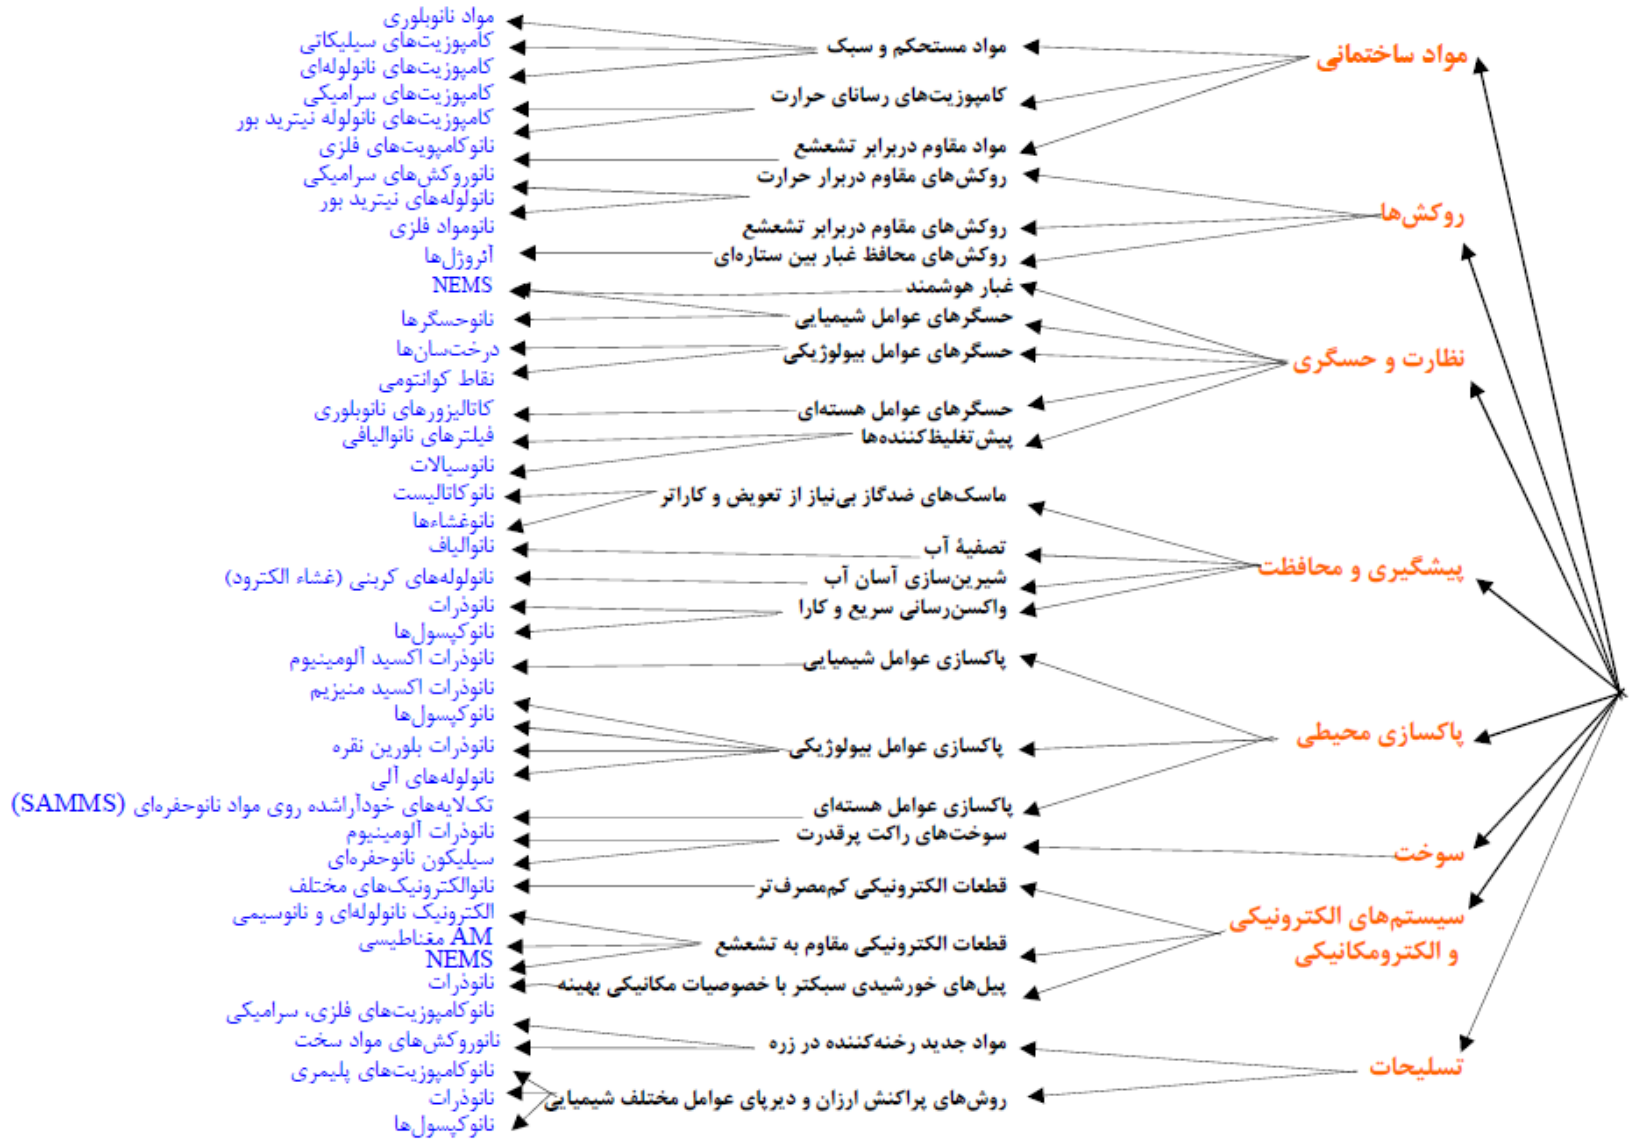 مواد ساختمانی
مواد مستحکم و سبک
مواد نانوبلوری
کامپوزیت‌های سیلیکاتی
کامپوزیت‌های نانولوله‌ای
کامپوزیت‌های رسانای حرارت
کامپوزیت‌های سرامیکی
کامپوزیت‌های نانولوله نیترید بور
مواد مقاوم دربرابر تشعشع
نانوکامپویت‌های فلزی
روکش‌ها
روکش‌های مقاوم دربرار حرارت
نانوروکش‌های سرامیکی
نانولوله‌های نیترید بور
روکش‌های مقاوم دربرابر تشعشع
نانومواد فلزی
روکش‌های محافظ غبار بین ستاره‌ای
آئروژل‌ها
نظارت و حسگری
غبار هوشمند
NEMS
حسگرهای عوامل شیمیایی
نانوحسگرها
حسگرهای عوامل بیولوژیکی
درخت‌سان‌ها
نقاط کوانتومی
حسگرهای عوامل هسته‌ای
کاتالیزورهای نانوبلوری
پیش‌تغلیظ‌کننده‌ها
فیلترهای نانوالیافی
نانوسیالات
پیشگیری و محافظت
ماسک‌های ضدگاز بی‌نیاز از تعویض و کاراتر
نانوکاتالیست
نانوغشاءها
تصفیۀ آب
نانوالیاف
شیرین‌سازی آسان آب
نانولوله‌های کربنی (غشاء الکترود)
واکسن‌رسانی سریع و کارا
نانوذرات
نانوکپسول‌ها
پاکسازی محیطی
پاکسازی عوامل شیمیایی
نانوذرات اکسید آلومینیوم
نانوذرات اکسید منیزیم
پاکسازی عوامل بیولوژیکی
نانوکپسول‌ها
نانوذرات بلورین نقره
نانولوله‌های آلی
پاکسازی عوامل هسته‌ای
تک‌لایه‌های خودآراشده روی مواد نانوحفره‌ای (SAMMS)
سوخت
سوخت‌های راکت پرقدرت
نانوذرات آلومینیوم
سیلیکون نانوحفره‌ای
سیستم‌های الکترونیکی
و الکترومکانیکی
قطعات الکترونیکی کم‌مصرف‌تر
نانوالکترونیک‌های مختلف
قطعات الکترونیکی مقاوم به تشعشع
الکترونیک نانولوله‌ای و نانوسیمی
AM مغناطیسی
NEMS
پیل‌های خورشیدی سبکتر با خصوصیات مکانیکی بهینه
نانوذرات
تسلیحات
مواد جدید رخنه‌کننده در زره
نانوکامپوزیت‌های فلزی، سرامیکی
نانوروکش‌های مواد سخت
روش‌های پراکنش ارزان و دیرپای عوامل مختلف شیمیایی
نانوکامپوزیت‌های پلیمری
نانوذرات
نانوکپسول‌ها